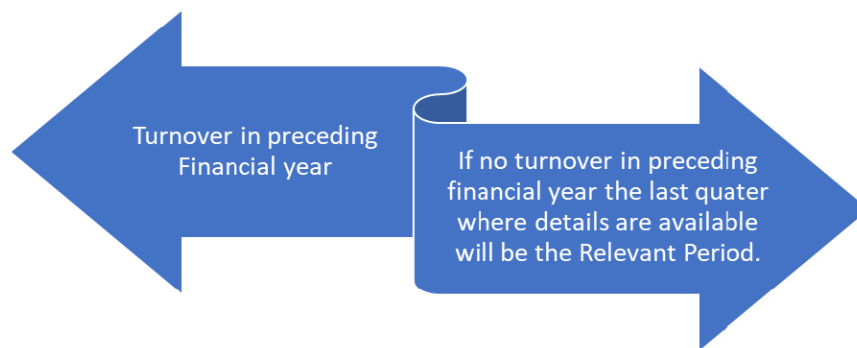 Turnover in preceding
Financial year
If no turnover in preceding
financial year the last quater
where details are available
will be the Relevant Period.